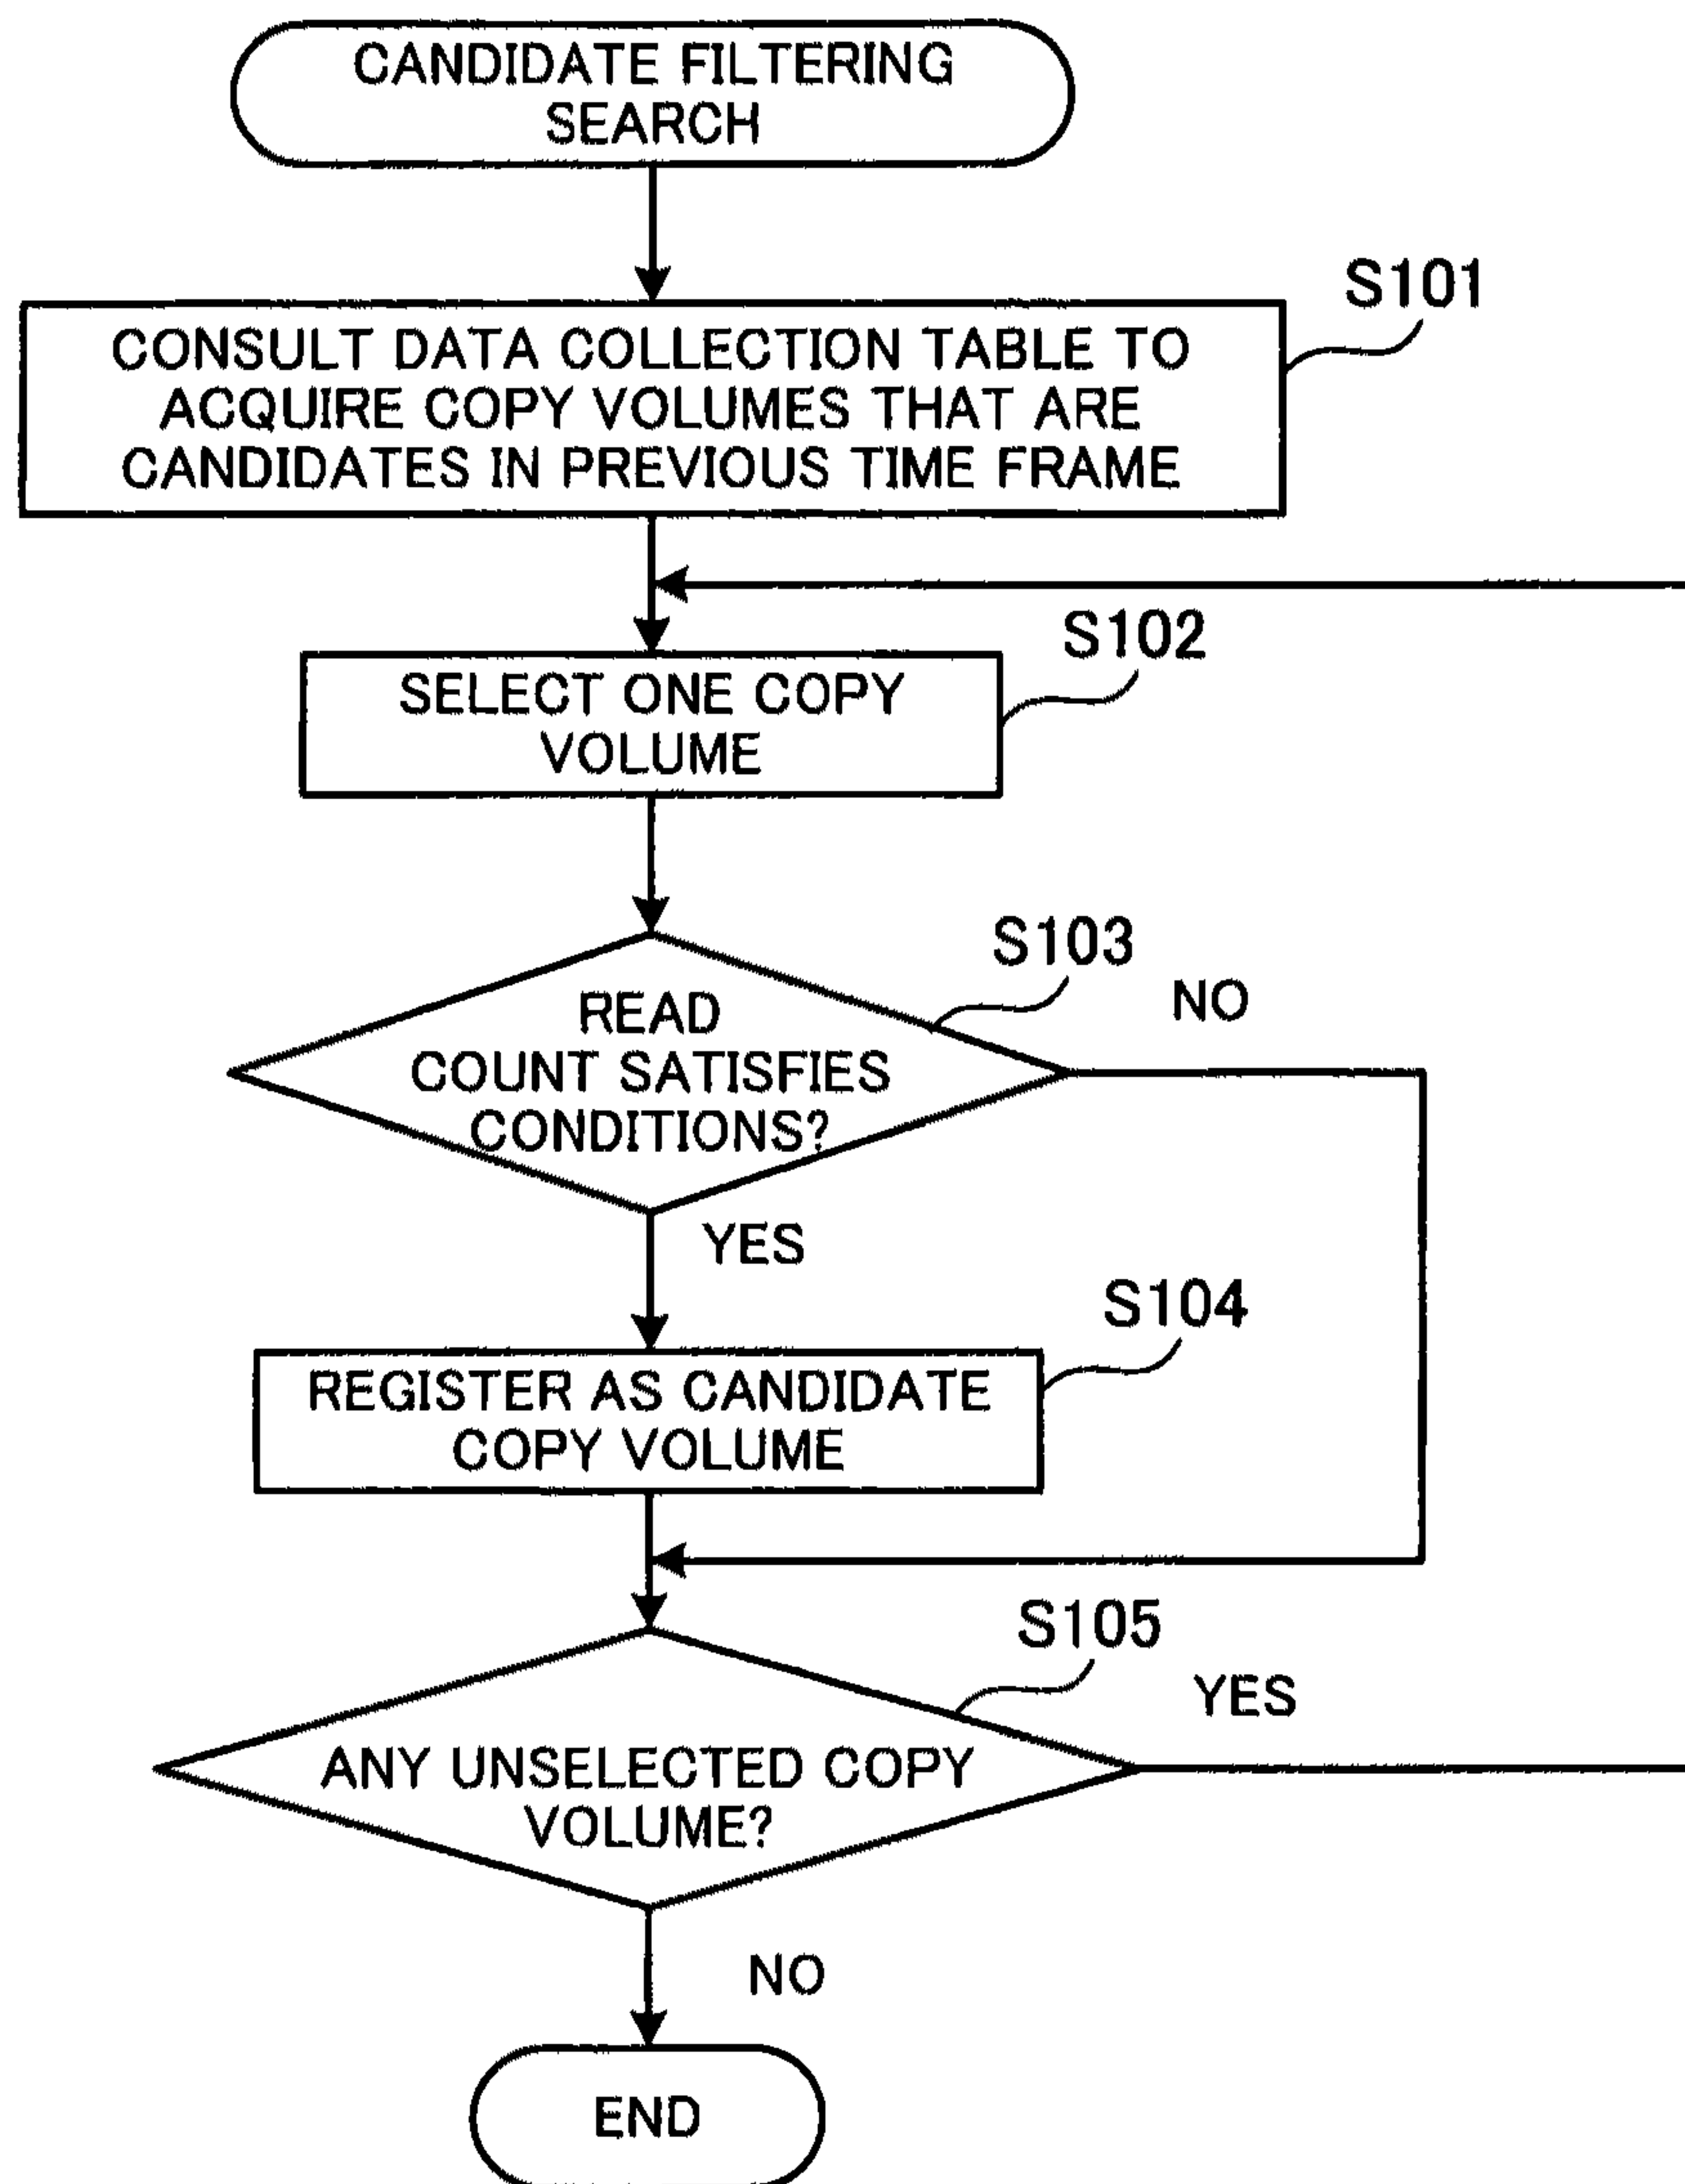 CANDIDATE FILTERING
SEARCH
S101
CONSULT DATA COLLECTION TABLE TO
ACQUIRE COPY VOLUMES THAT ARE
CANDIDATES IN PREVIOUS TIME FRAME
S102
SELECT ONE COPY
VOLUME
S103
NO
READ
COUNT SATISFIES
CONDITIONS?
YES
S104
REGISTER AS CANDIDATE
COPY VOLUME
S105
YES
ANY UNSELECTED COPY
VOLUME?
NO
END